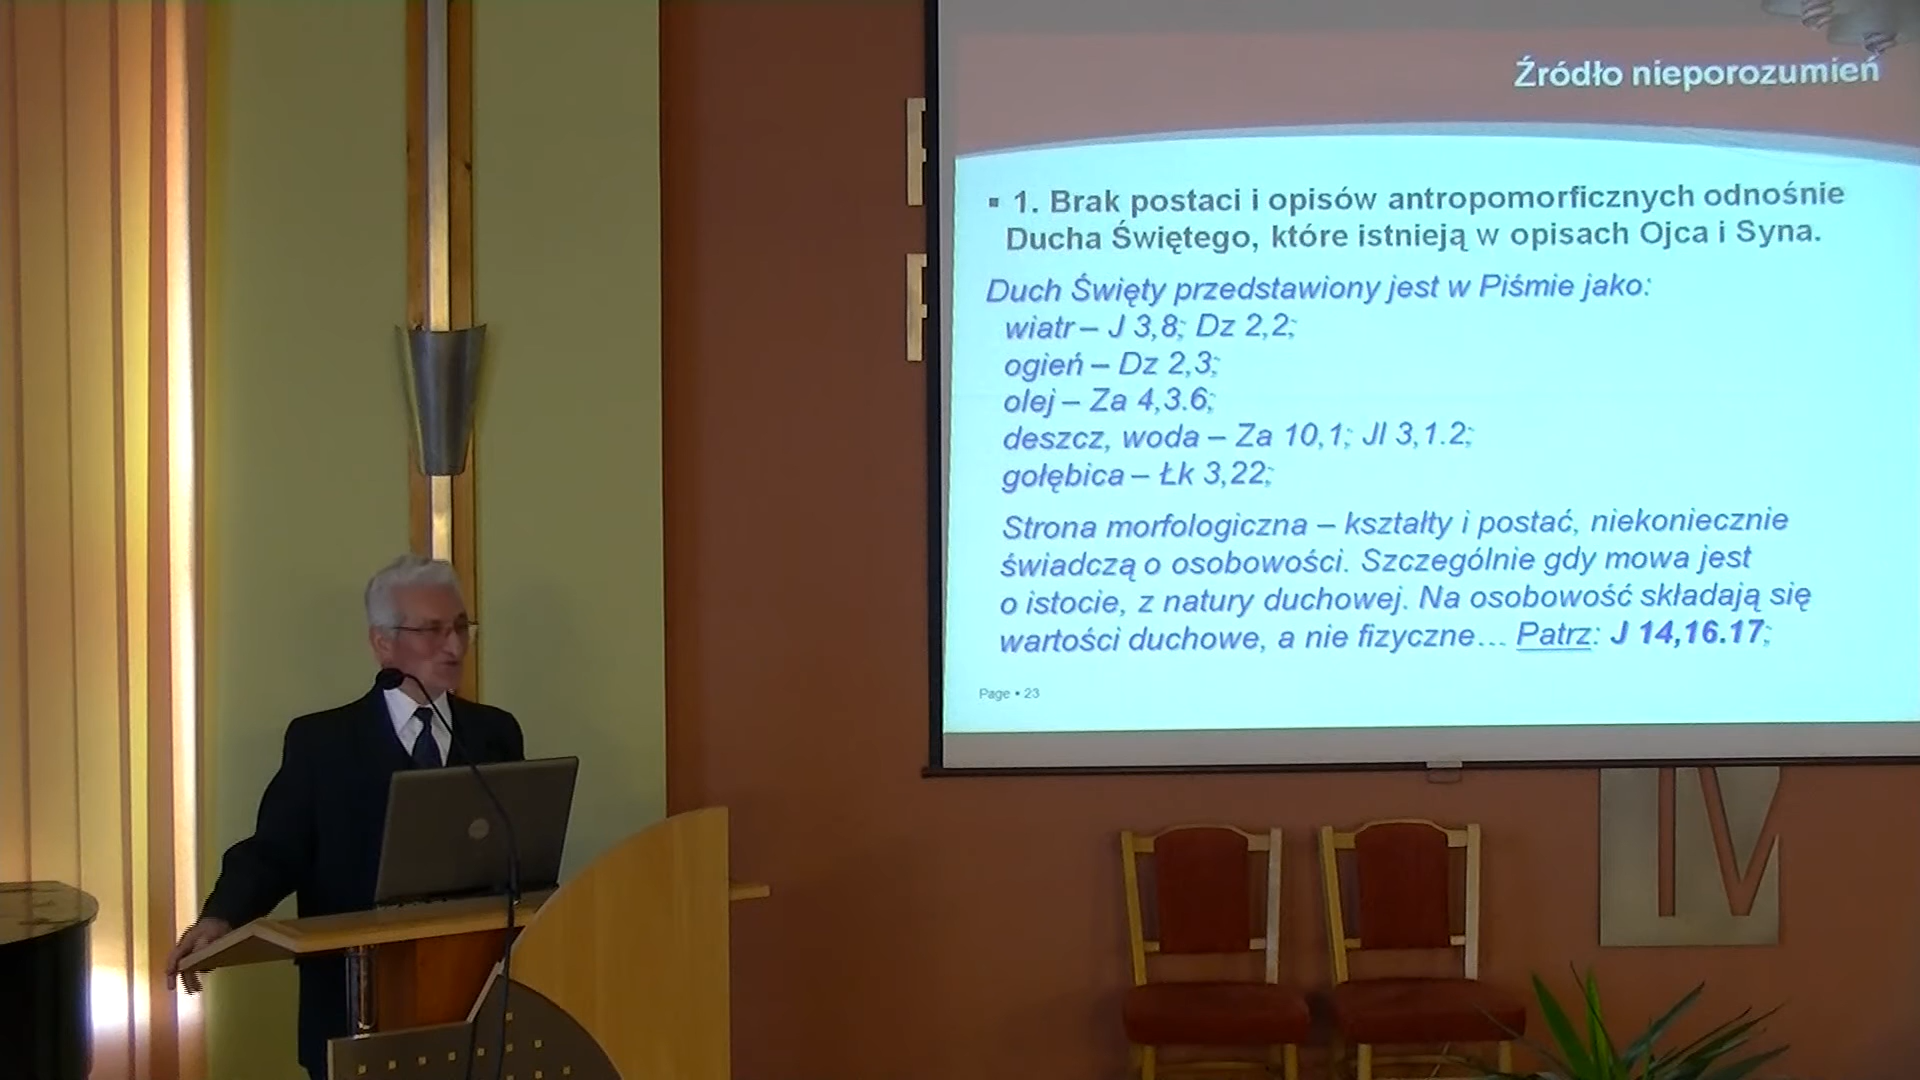 Źródło nieporozumień
▪ 1. Brak postaci i opisów antropomorficznych odnośnie
Ducha Świętego, które istnieją w opisach Ojca i Syna.
Duch Święty przedstawiony jest w Piśmie jako:
wiatr – J 3,8; Dz 2,2;
ogień – Dz 2,3;
olej – Za 4,3.6;
deszcz, woda – Za 10,1; Jl 3,1.2;
gołębica – Łk 3,22;
Strona morfologiczna – kształty i postać, niekoniecznie
świadczą o osobowości. Szczególnie gdy mowa jest
o istocie, z natury duchowej. Na osobowość składają się
wartości duchowe, a nie fizyczne... Patrz: J 14,16.17;
Page ▪ 23